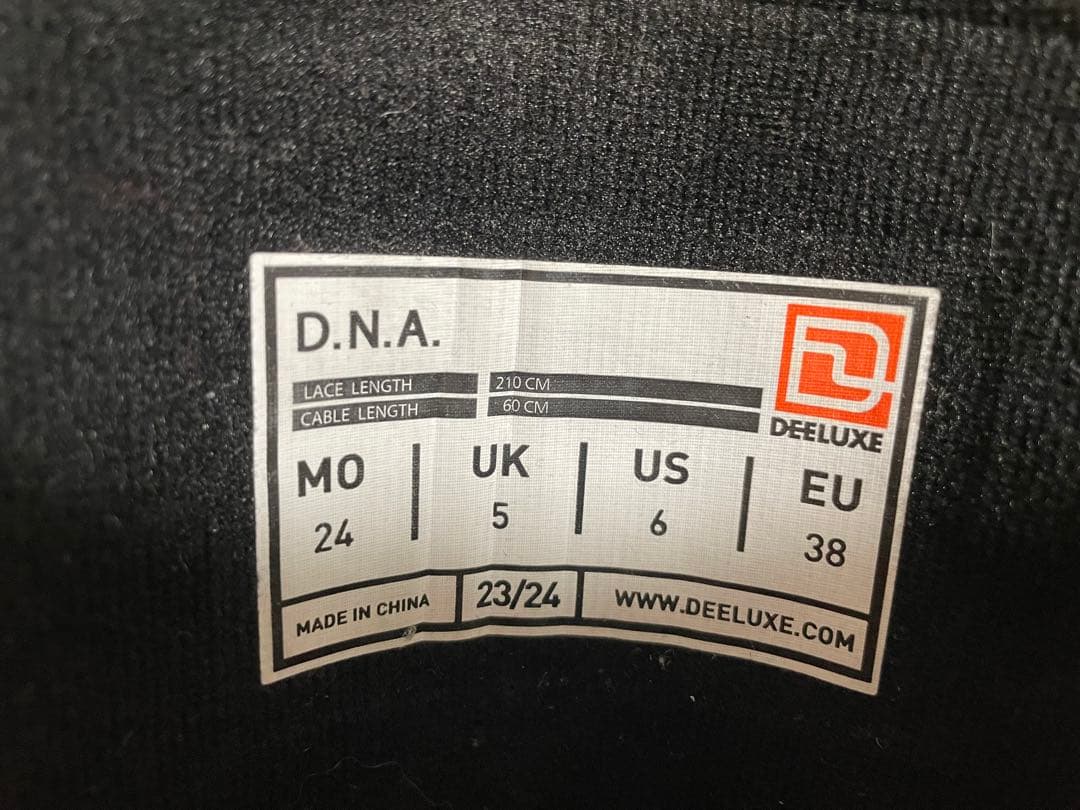 D.N.A.
LACE LENGTH 210 CM
CABLE LENGTH 60 CM
DEELUXE
MO UK US EU
24 5 6 38
MADE IN CHINA 23/24 WWW.DEELUXE.COM